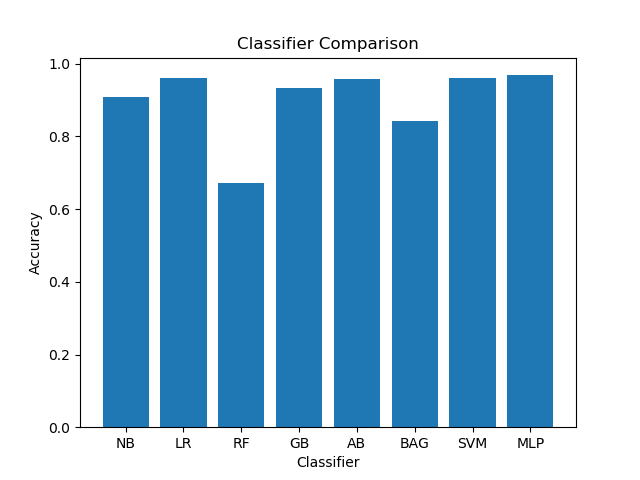 Classifier Comparison
1.0
0.8
0.6
0.4
0.2
0.0
Accuracy
NB LR RF GB AB BAG SVM MLP
Classifier